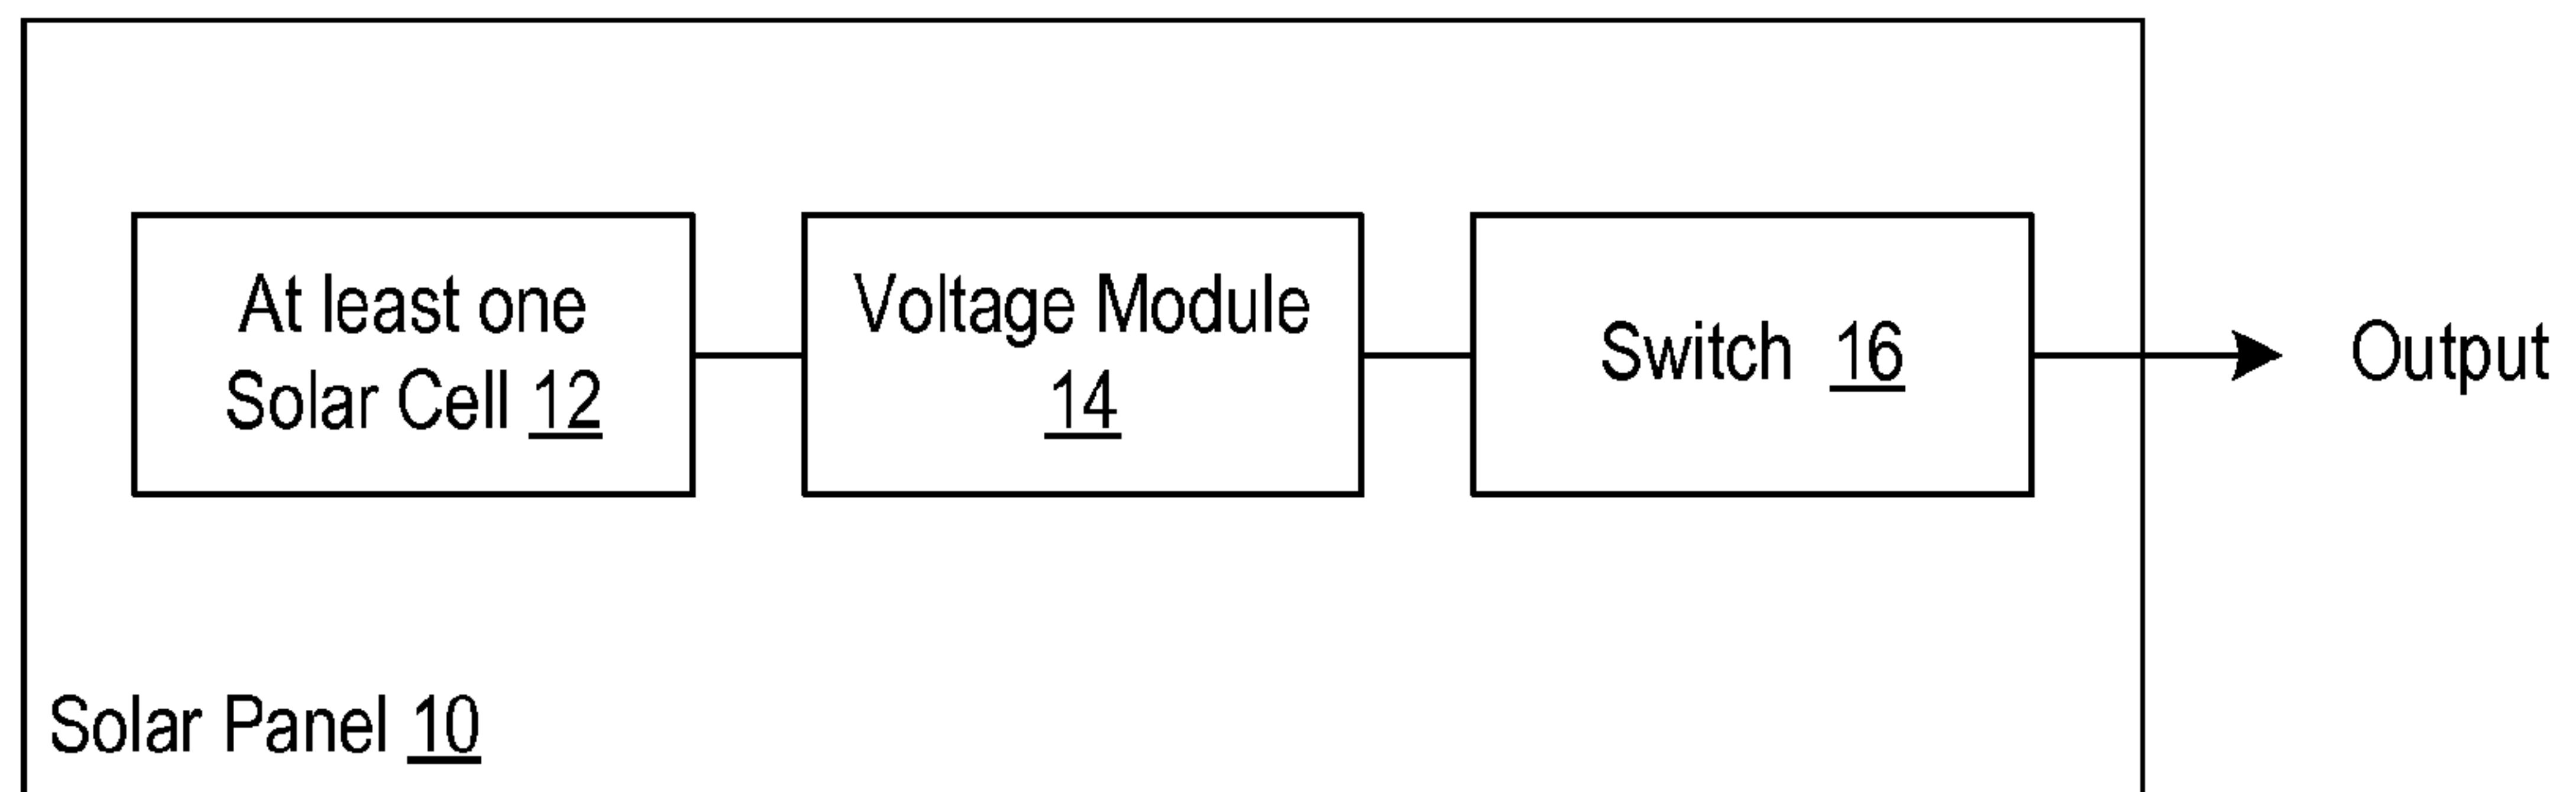 At least one
Solar Cell 12
Voltage Module
14
Switch 16
Output
Solar Panel 10